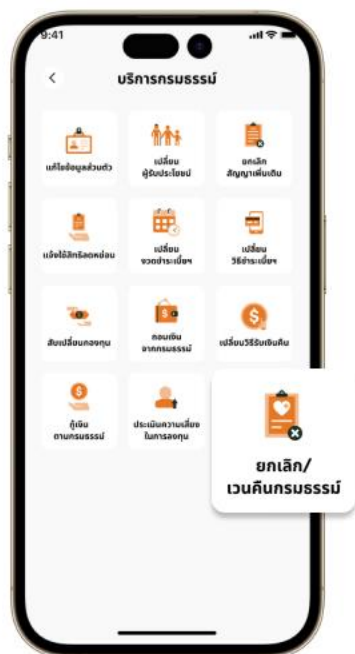 9:41
บริการกรมธรรม์
แก้ไขข้อมูลส่วนตัว
เปลี่ยน
ผู้รับประโยชน์
ยกเลิก
สัญญาเพิ่มเติม
แจ้งใช้สิทธิลดหย่อน
เปลี่ยน
งวดชำระเบี้ยฯ
เปลี่ยน
วิธีชำระเบี้ยฯ
สับเปลี่ยนกองทุน
ถอนเงิน
จากกรมธรรม์
เปลี่ยนวิธีรับเงินคืน
กู้เงิน
ตามกรมธรรม์
ประเมินความเสี่ยง
ในการลงทุน
ยกเลิก/
เวนคืนกรมธรรม์